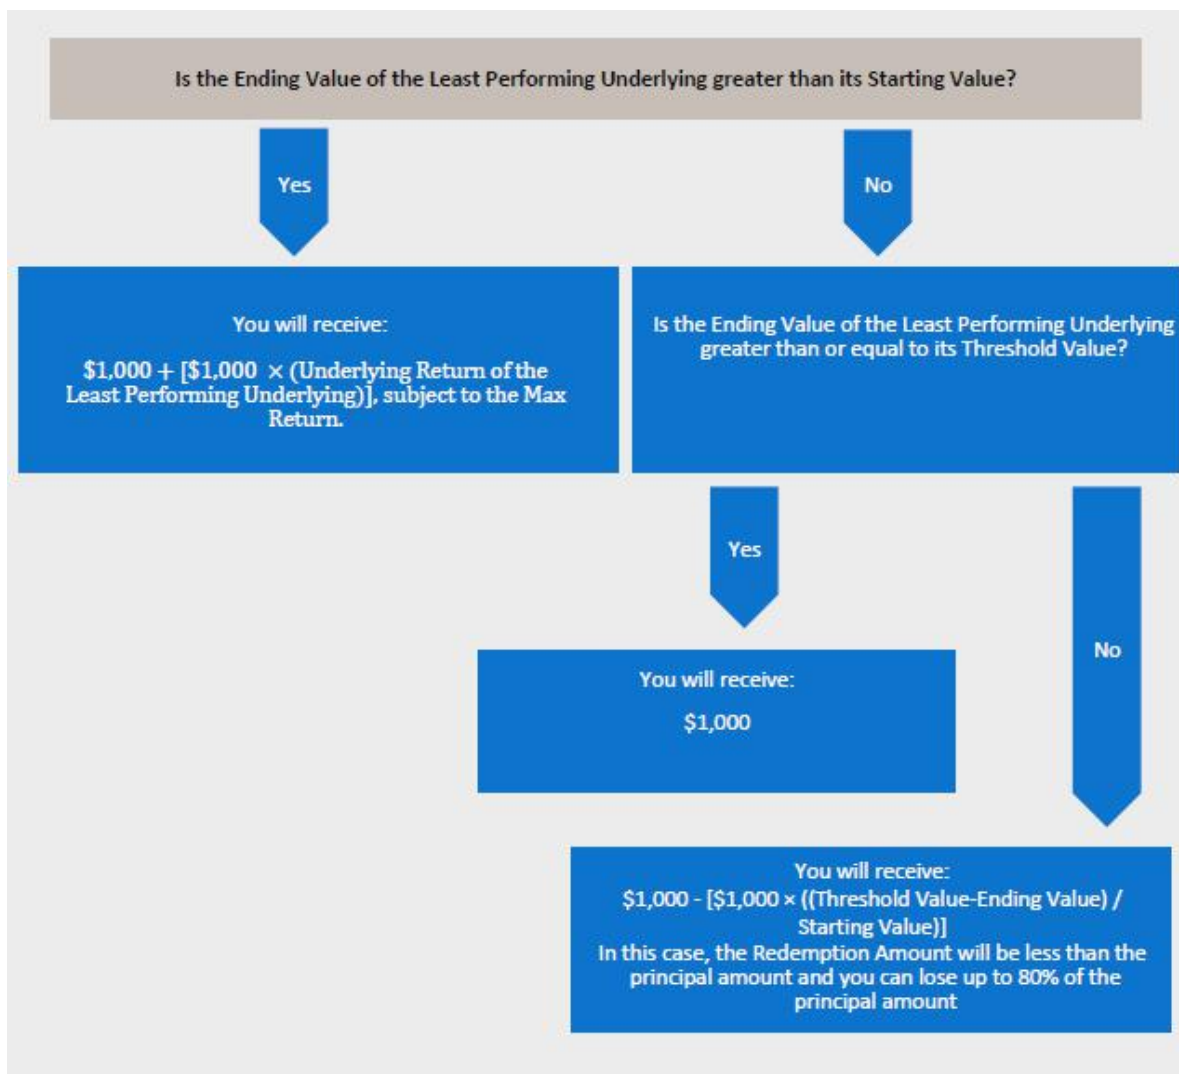 Is the Ending Value of the Least Performing Underlying greater than its Starting Value?
Yes
No
You will receive:
$1,000 + [$1,000 × (Underlying Return of the
Least Performing Underlying)], subject to the Max
Return.
Is the Ending Value of the Least Performing Underlying
greater than or equal to its Threshold Value?
Yes
No
You will receive:
$1,000
You will receive:
$1,000 - [$1,000 × ((Threshold Value-Ending Value) /
Starting Value)]
In this case, the Redemption Amount will be less than the
principal amount and you can lose up to 80% of the
principal amount